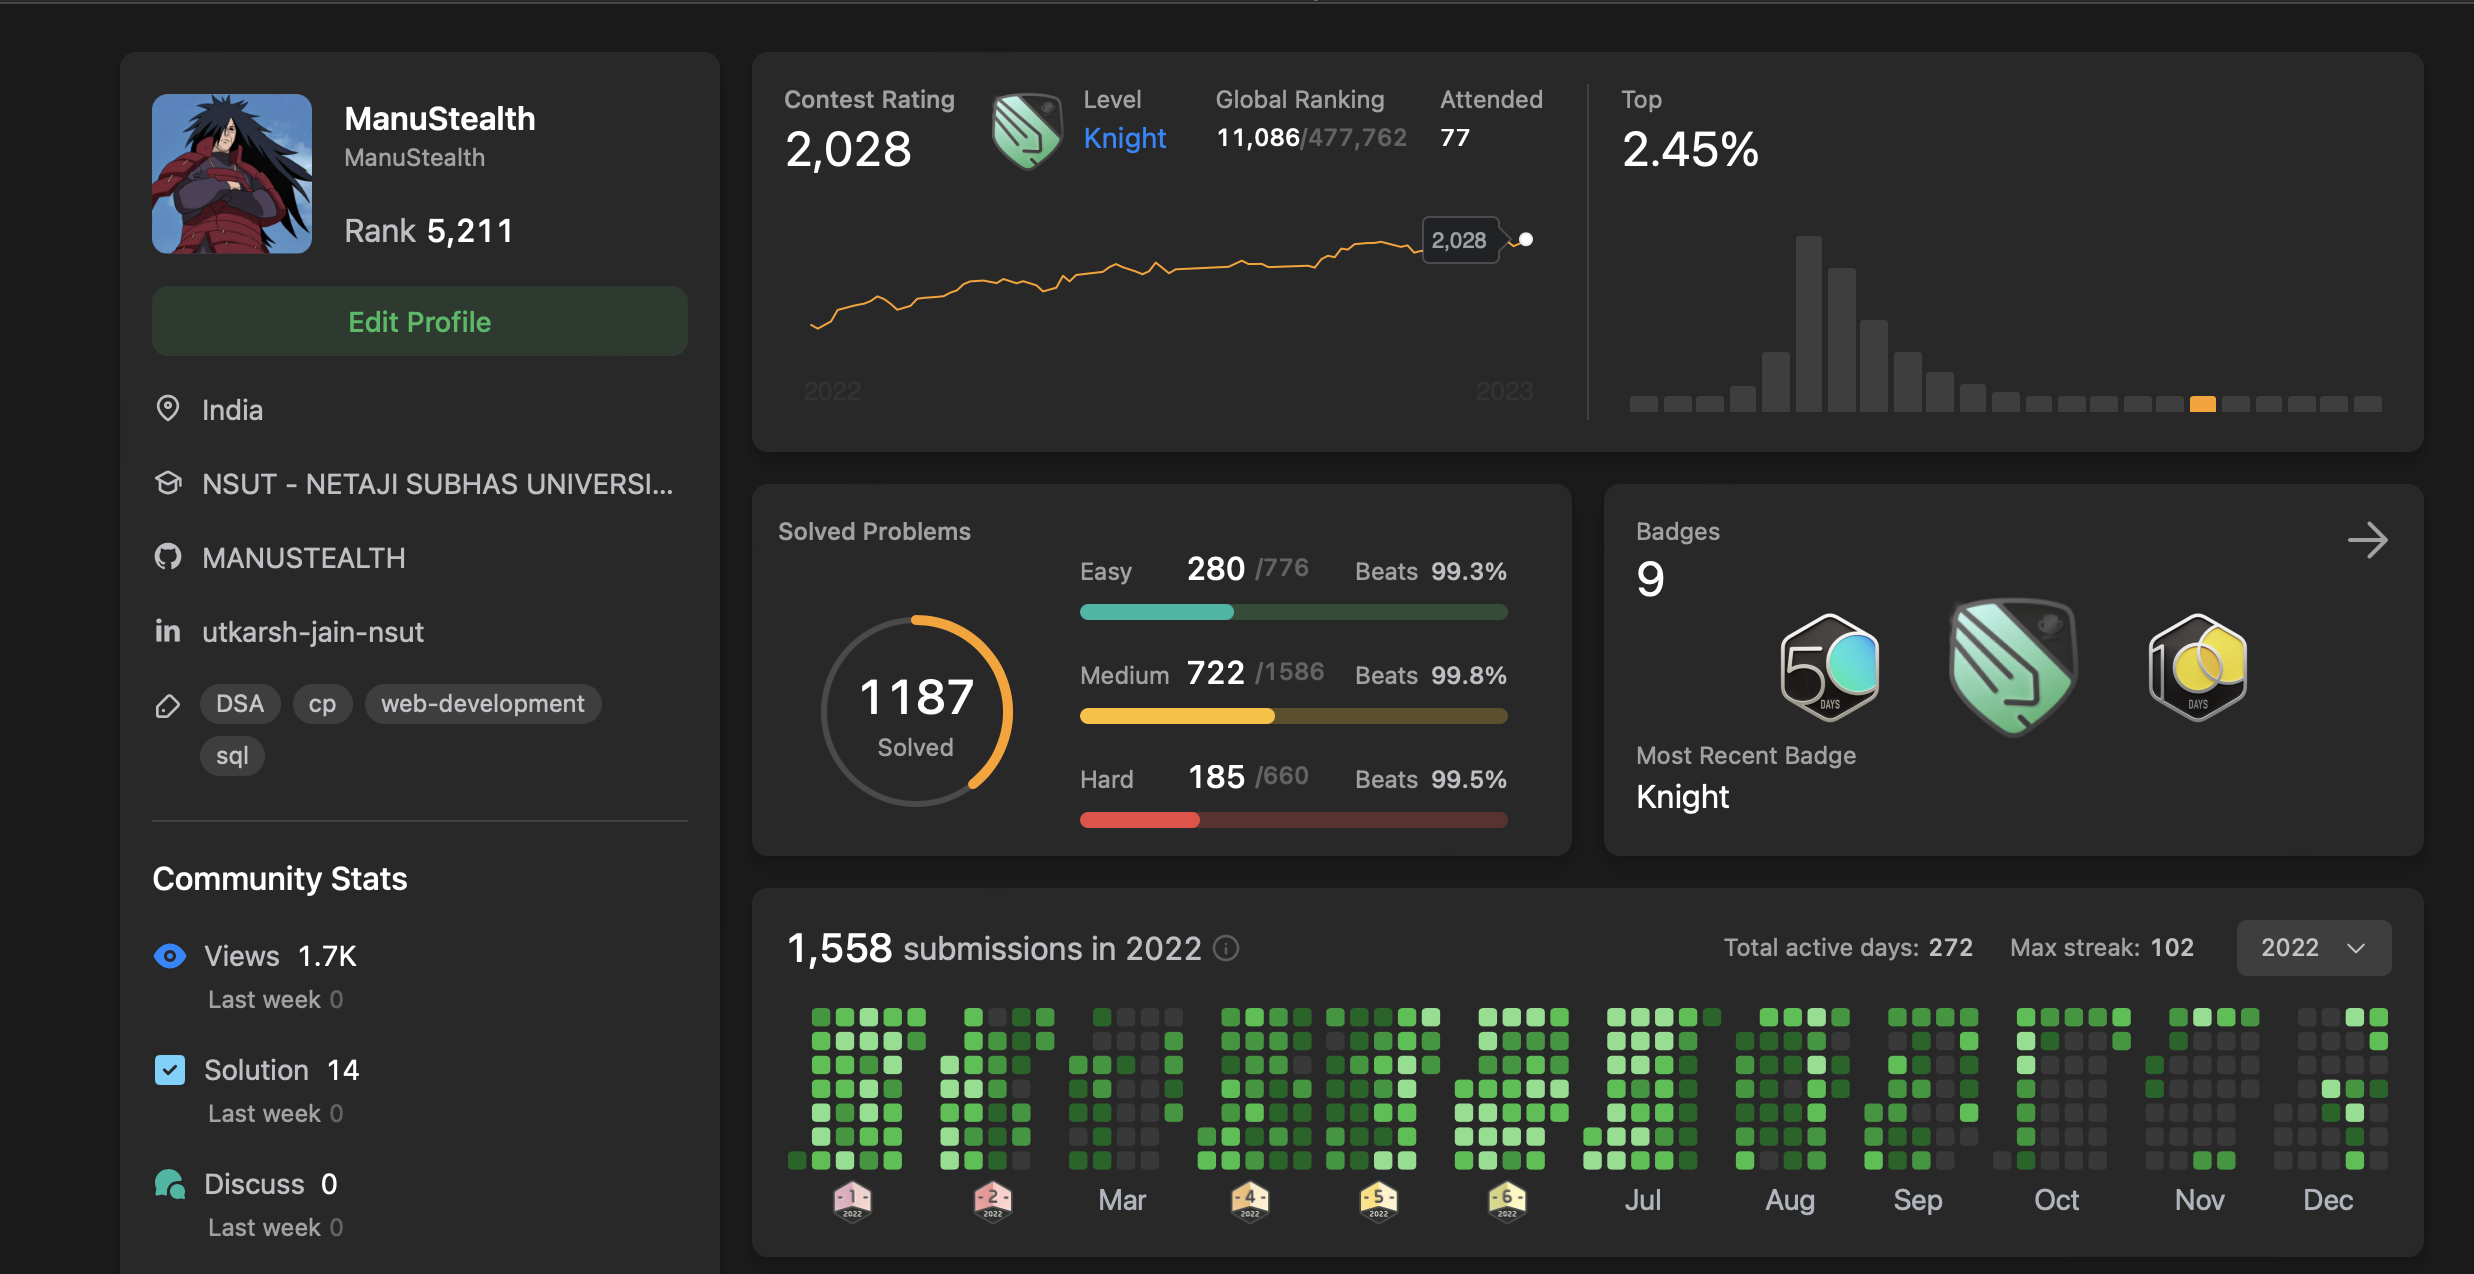 ManuStealth
ManuStealth
Rank 5,211
Edit Profile
India
NSUT - NETAJI SUBHAS UNIVERSI...
MANUSTEALTH
utkarsh-jain-nsut
DSA cp web-development
sql
Community Stats
Views 1.7K
Last week 0
Solution 14
Last week 0
Discuss 0
Last week 0
Contest Rating
2,028
Level
Knight
Global Ranking
11,086/477,762
Attended
77
2,028
2022 2023
Top
2.45%
Solved Problems
1187
Solved
Easy 280 /776 Beats 99.3%
Medium 722 /1586 Beats 99.8%
Hard 185 /660 Beats 99.5%
Badges
9
50
DAYS
100
DAYS
Most Recent Badge
Knight
1,558 submissions in 2022
Total active days: 272 Max streak: 102 2022
-1- -2- Mar -4- -5- -6- Jul Aug Sep Oct Nov Dec
2022 2022 2022 2022 2022